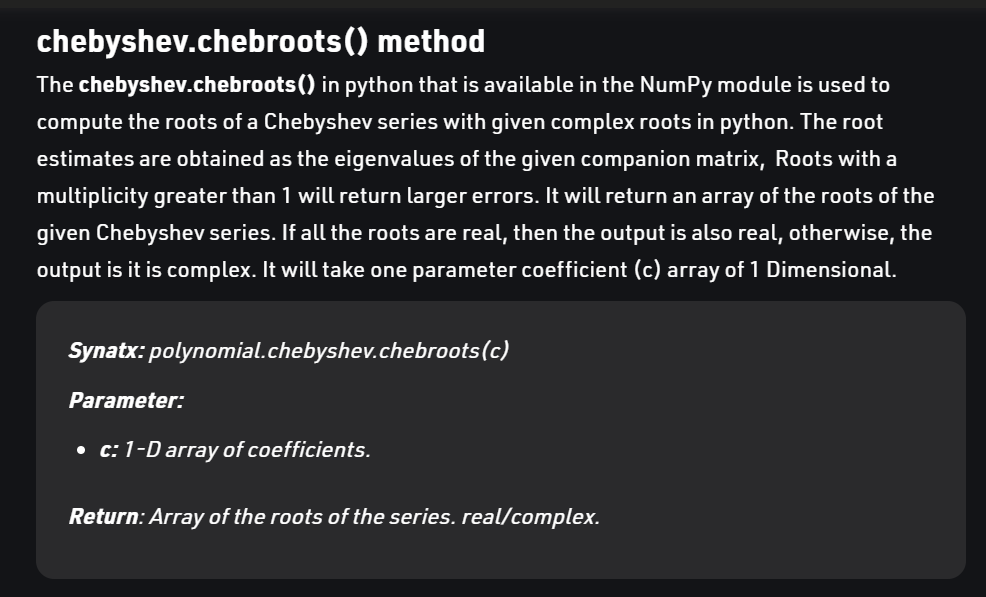 chebyshev.chebroots() method
The chebyshev.chebroots() in python that is available in the NumPy module is used to
compute the roots of a Chebyshev series with given complex roots in python. The root
estimates are obtained as the eigenvalues of the given companion matrix,  Roots with a
multiplicity greater than 1 will return larger errors. It will return an array of the roots of the
given Chebyshev series. If all the roots are real, then the output is also real, otherwise, the
output is it is complex. It will take one parameter coefficient (c) array of 1 Dimensional.
Synatx: polynomial.chebyshev.chebroots(c)
Parameter:
• c: 1-D array of coefficients.
Return: Array of the roots of the series. real/complex.